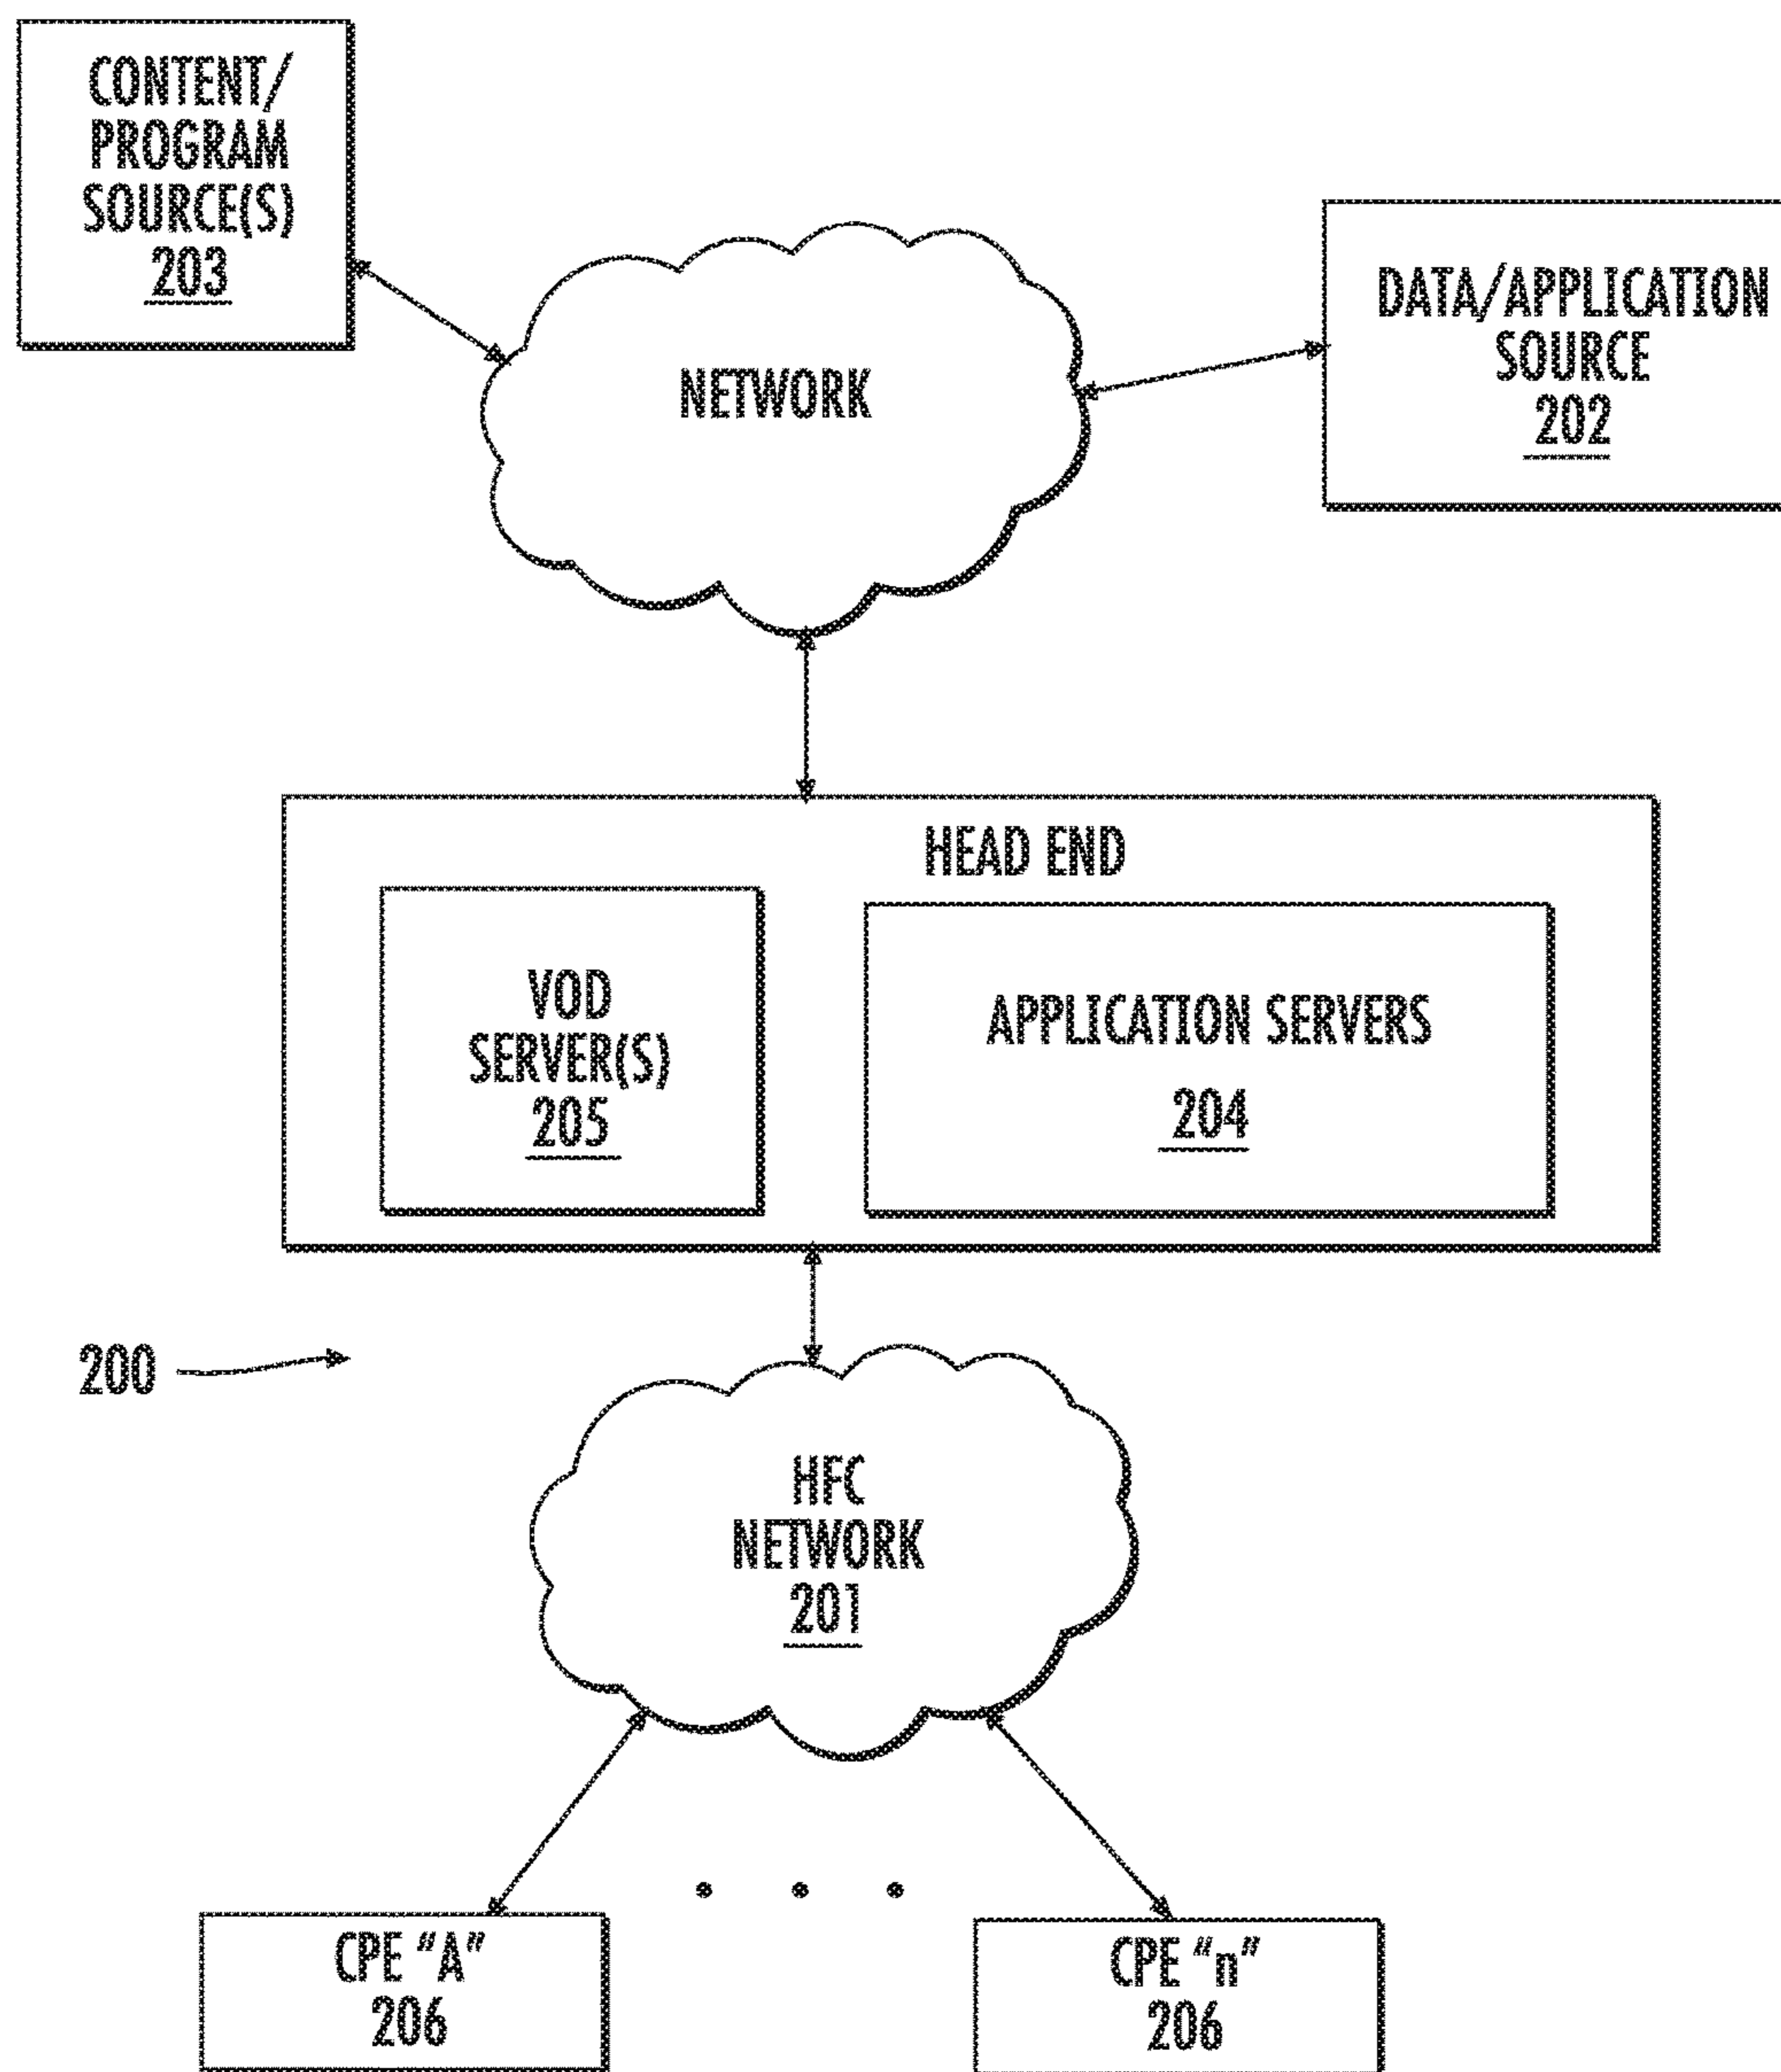 CONTENT/
PROGRAM
SOURCE(S)
203
DATA/APPLICATION
SOURCE
202
NETWORK
HEAD END
VOD
SERVER(S)
205
APPLICATION SERVERS
204
200
HFC
NETWORK
201
CPE "A"
206
CPE "n"
206